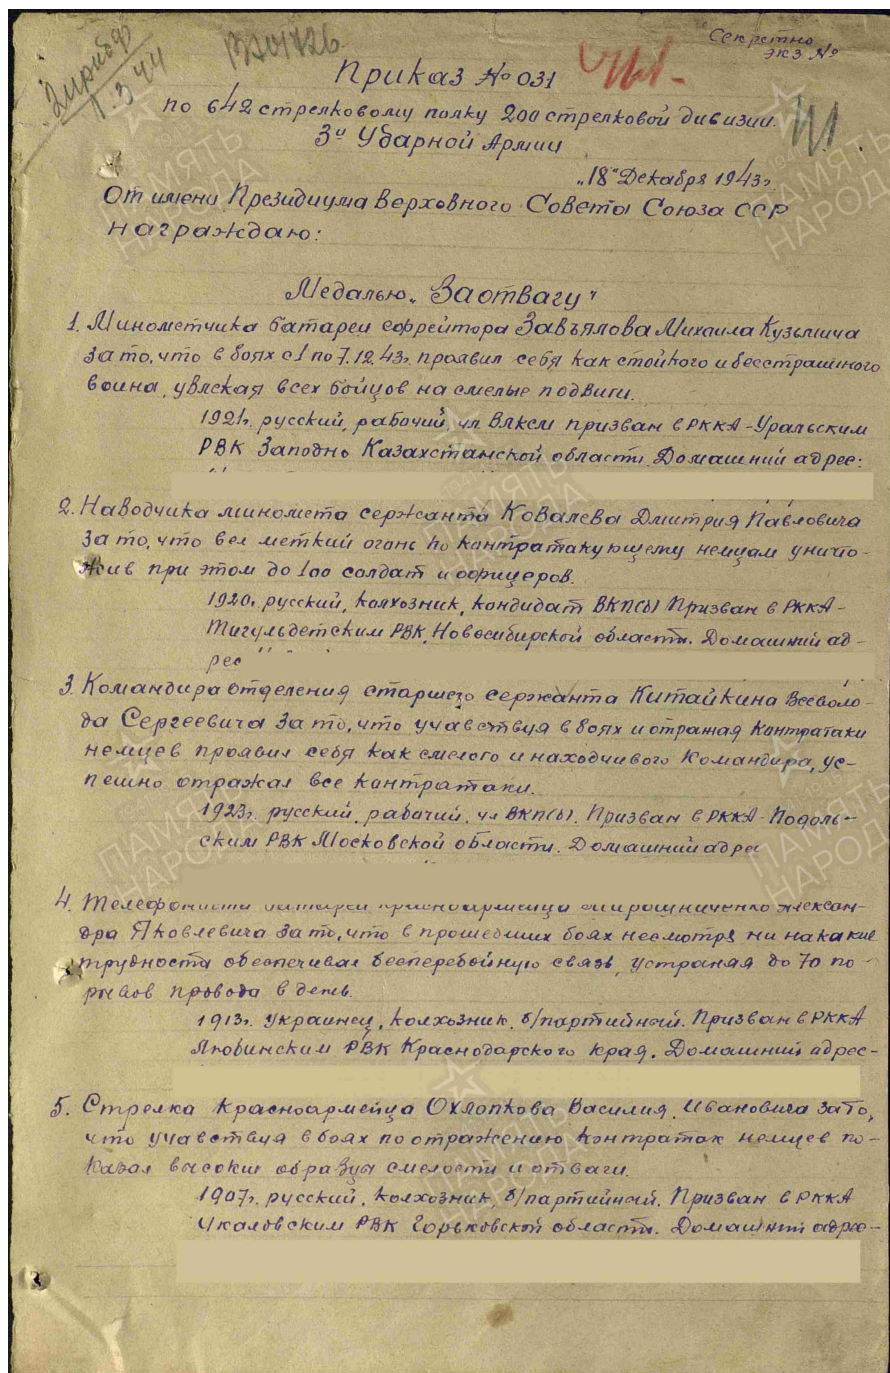 Секретно
экз №
Приказ № 031
по 642 стрелковому полку 200 стрелковой дивизии.
3й Ударной Армии
"18" Декабря 1943г.
От имени Президиума Верховного Совета Союза ССР
награждаю:
Медалью "За отвагу"
1. Минометчика батареи ефрейтора Завъялова Михаила Кузьмича
за то, что в боях с 1 по 7.12.43г. проявил себя как стойкого и бесстрашного
воина, увлекая всех бойцов на смелые подвиги.
1921г. русский, рабочий, чл. ВЛКСМ призван в РККА - Уральским
РВК Заподно Казахстанской области. Домашний адрес:
2. Наводчика миномета сержанта Ковалева Дмитрия Павловича
за то, что вел меткий огонь по контратакующему немцам уничто-
жив при этом до 100 солдат и офицеров.
1920г. русский, колхозник, кондидат ВКП(б) Призван в РККА -
Тигульдетским РВК, Новосибирской области. Домашний ад-
рес
3. Командира отделения старшего сержанта Китайкина Всеволо-
да Сергеевича за то, что учавствуя в боях и отражая контратаки
немцев проявил себя как смелого и находчивого командира, ус-
пешно отражал все контратаки.
1923г. русский, рабочий, чл ВКП(б). Призван в РККА - Подоль-
ским РВК Московской области. Домашний адрес
4. Телефониста батареи красноармейца Мирошниченко Алексан-
дра Яковлевича за то, что в прошедших боях несмотря ни на какие
трудности обеспечивал бесперебойную связь, устраняя до 70 по-
рывов провода в день.
1913г. украинец, колхозник, б/партийный. Призван в РККА
РВК Краснодарского края. Домашний адрес-
5. Стрелка красноармейца Охлопкова Василия Ивановича за то,
что учавствуя в боях по отражению контратак немцев по-
казал высокие образцы смелости и отваги.
1907г. русский, колхозник, б/партийный. Призван в РККА
Чкаловским РВК Горьковской области. Домашний адрес-
ПАМЯТЬ
НАРОДА